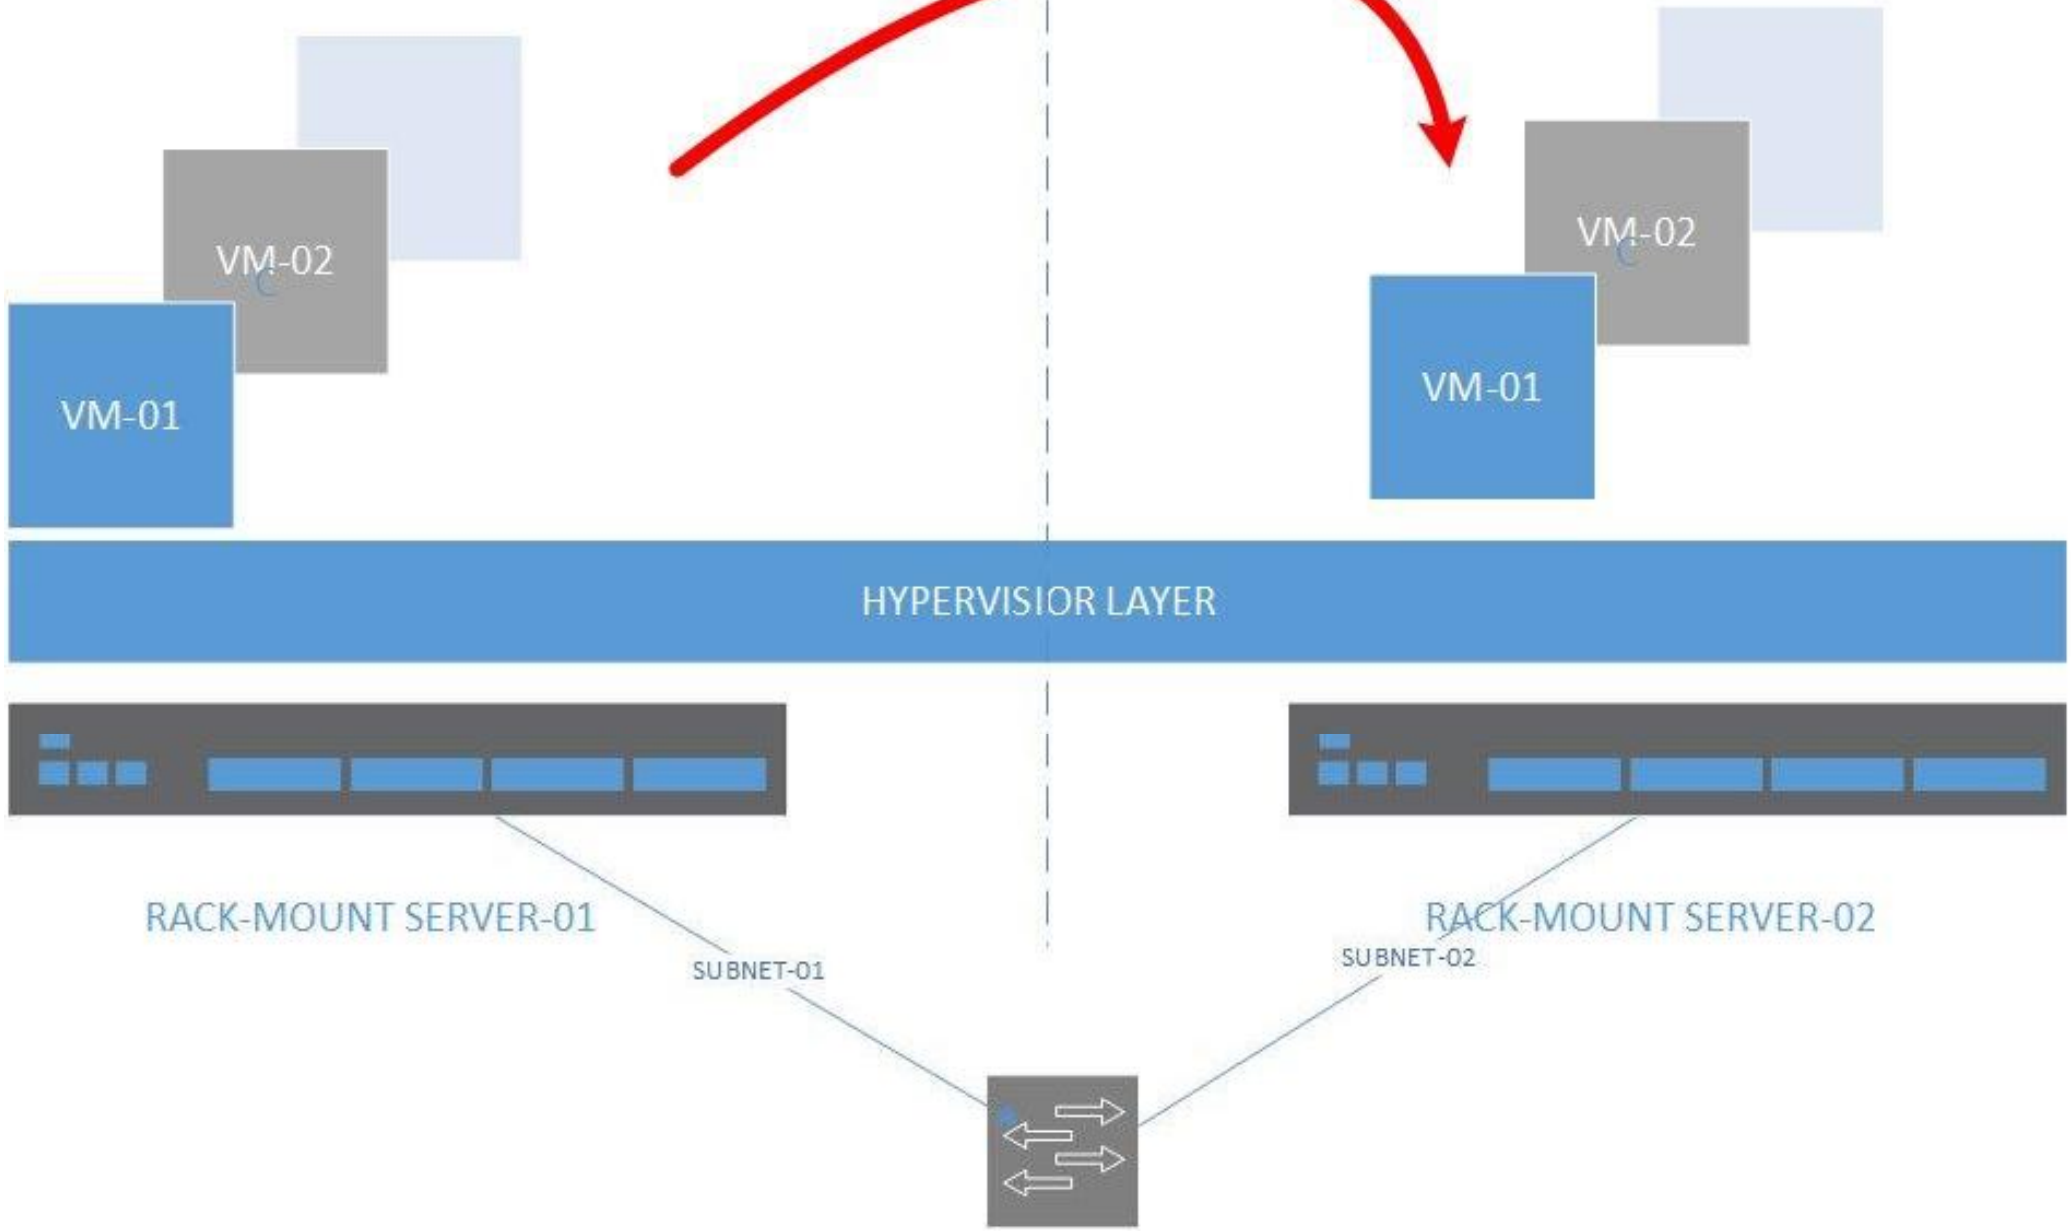 VM-02
C
VM-01
VM-02
C
VM-01
HYPERVISIOR LAYER
RACK-MOUNT SERVER-01
RACK-MOUNT SERVER-02
SUBNET-01
SUBNET-02